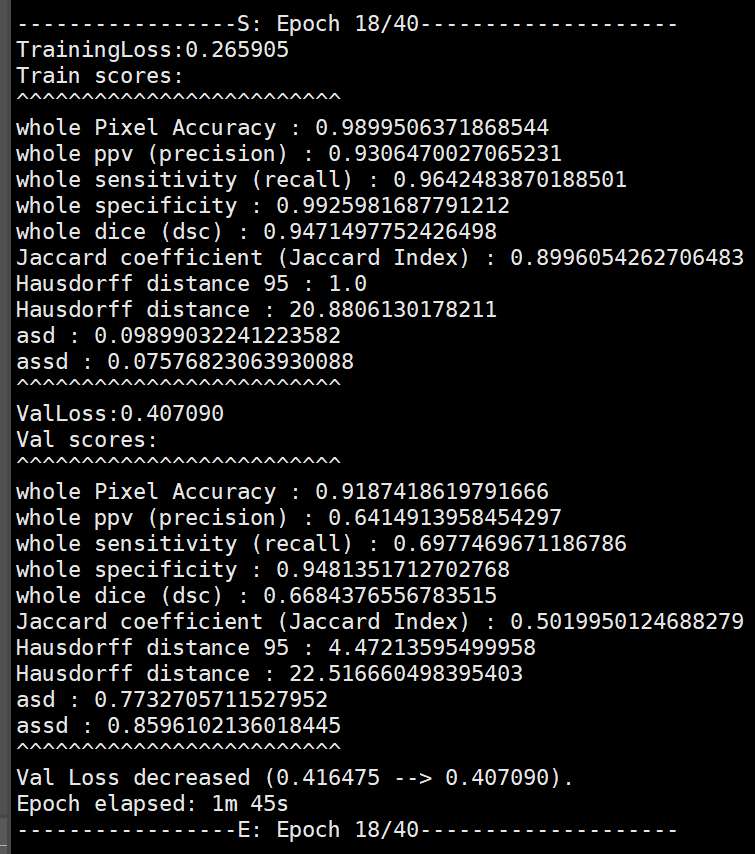 -----------------S: Epoch 18/40--------------------
TrainingLoss:0.265905
Train scores:
^^^^^^^^^^^^^^^^^^^^^^^^^
whole Pixel Accuracy : 0.9899506371868544
whole ppv (precision) : 0.9306470027065231
whole sensitivity (recall) : 0.9642483870188501
whole specificity : 0.9925981687791212
whole dice (dsc) : 0.9471497752426498
Jaccard coefficient (Jaccard Index) : 0.8996054262706483
Hausdorff distance 95 : 1.0
Hausdorff distance : 20.8806130178211
asd : 0.09899032241223582
assd : 0.07576823063930088
^^^^^^^^^^^^^^^^^^^^^^^^^
ValLoss:0.407090
Val scores:
^^^^^^^^^^^^^^^^^^^^^^^^^
whole Pixel Accuracy : 0.9187418619791666
whole ppv (precision) : 0.6414913958454297
whole sensitivity (recall) : 0.6977469671186786
whole specificity : 0.9481351712702768
whole dice (dsc) : 0.6684376556783515
Jaccard coefficient (Jaccard Index) : 0.5019950124688279
Hausdorff distance 95 : 4.47213595499958
Hausdorff distance : 22.516660498395403
asd : 0.7732705711527952
assd : 0.8596102136018445
^^^^^^^^^^^^^^^^^^^^^^^^^
Val Loss decreased (0.416475 --> 0.407090).
Epoch elapsed: 1m 45s
-----------------E: Epoch 18/40--------------------